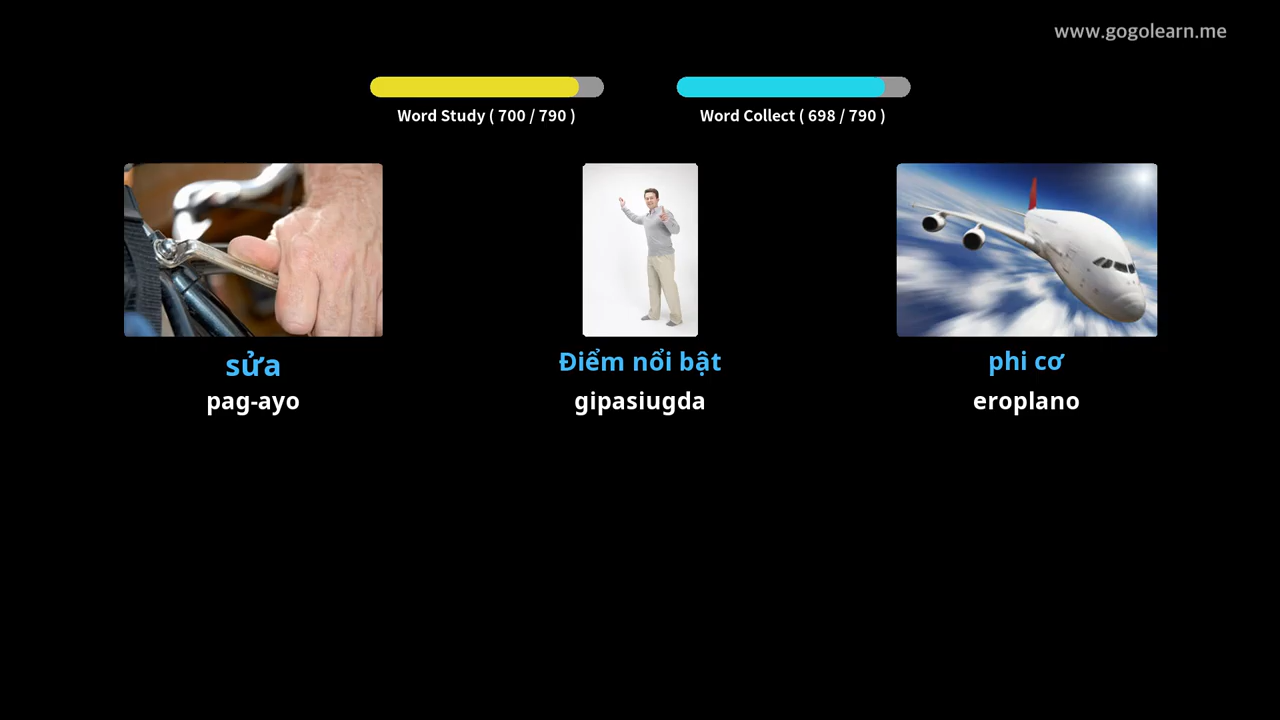 www.gogolearn.me
Word Study ( 700 / 790 )
Word Collect ( 698 / 790 )
sửa
Điểm nổi bật
phi cơ
pag-ayo
gipasiugda
eroplano